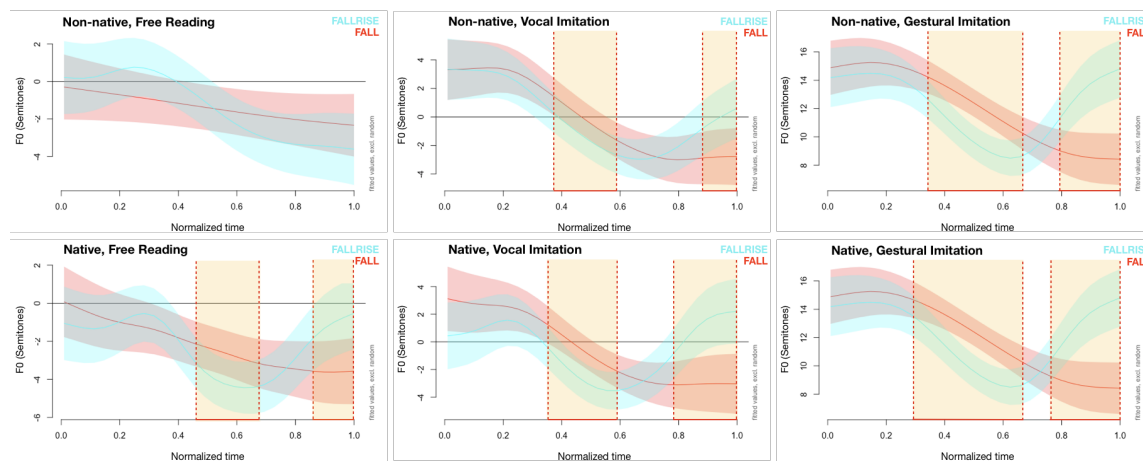 Non-native, Free Reading
FALLRISE
FALL
F0 (Semitones)
2
0
-2
-4
0.0 0.2 0.4 0.6 0.8 1.0
Normalized time
fitted values, excl. random
Non-native, Vocal Imitation
FALLRISE
FALL
F0 (Semitones)
4
2
0
-2
-4
0.0 0.2 0.4 0.6 0.8 1.0
Normalized time
fitted values, excl. random
Non-native, Gestural Imitation
FALLRISE
FALL
F0 (Semitones)
16
14
12
10
8
0.0 0.2 0.4 0.6 0.8 1.0
Normalized time
fitted values, excl. random
Native, Free Reading
FALLRISE
FALL
F0 (Semitones)
2
0
-2
-4
-6
0.0 0.2 0.4 0.6 0.8 1.0
Normalized time
fitted values, excl. random
Native, Vocal Imitation
FALLRISE
FALL
F0 (Semitones)
4
2
0
-2
-4
0.0 0.2 0.4 0.6 0.8 1.0
Normalized time
fitted values, excl. random
Native, Gestural Imitation
FALLRISE
FALL
F0 (Semitones)
16
14
12
10
8
0.0 0.2 0.4 0.6 0.8 1.0
Normalized time
fitted values, excl. random